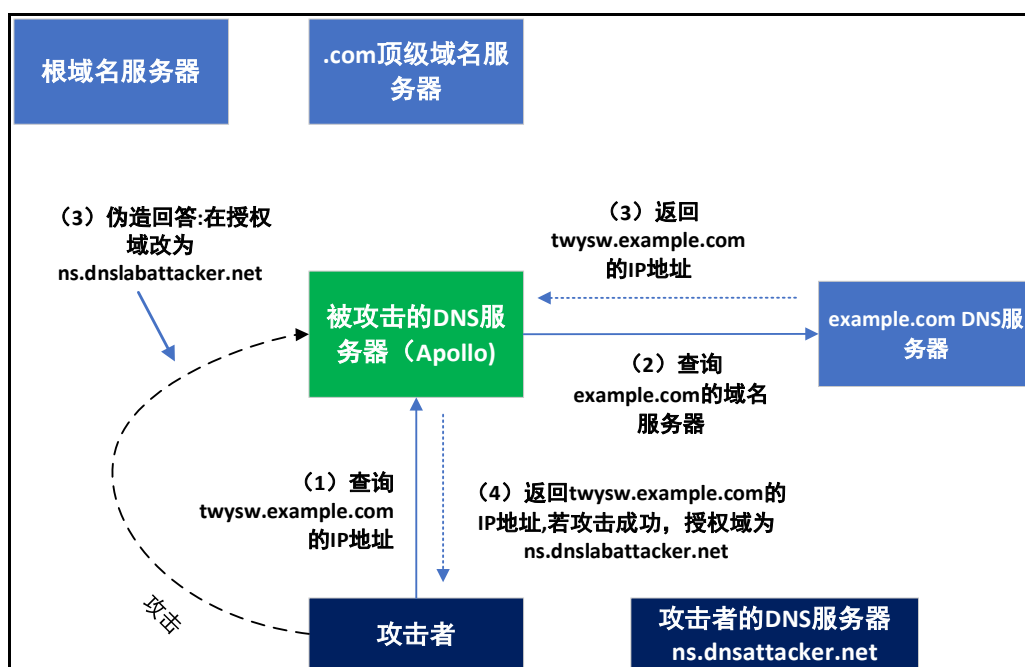 根域名服务器
.com顶级域名服
务器
（3）伪造回答:在授权
域改为
ns.dnslabattacker.net
（3）返回
twysw.example.com
的IP地址
被攻击的DNS服
务器（Apollo)
example.com DNS服
务器
（2）查询
example.com的域名
服务器
（1）查询
twysw.example.com
的IP地址
（4）返回twysw.example.com的
IP地址,若攻击成功，授权域为
ns.dnslabattacker.net
攻击
攻击者
攻击者的DNS服务器
ns.dnsattacker.net